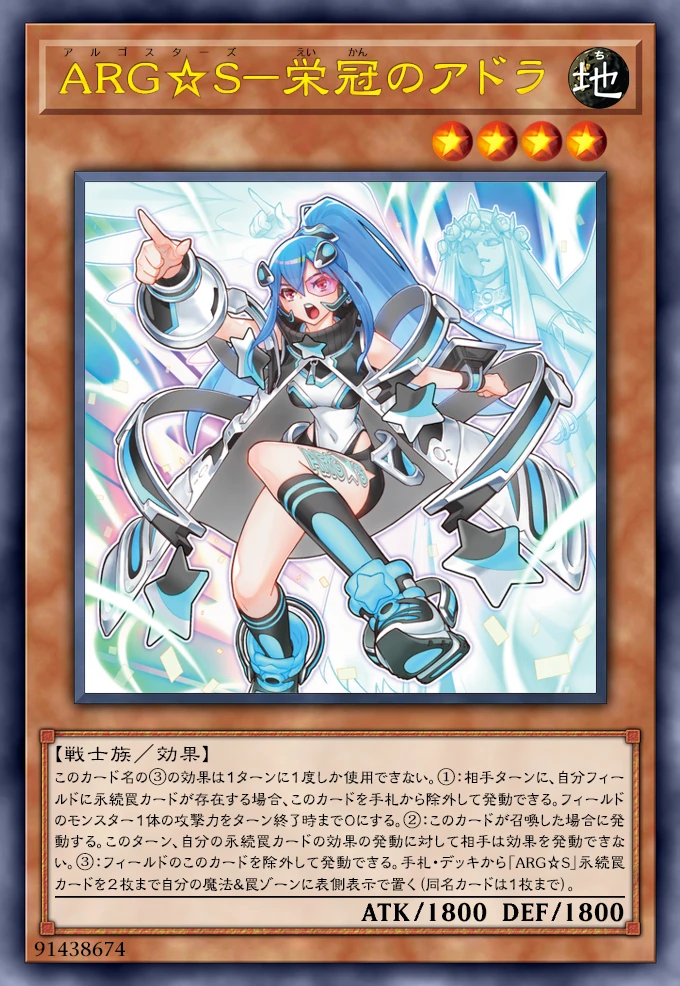 アルゴスターズ えいかん
ARG☆S－栄冠のアドラ
ち
地
【戦士族／効果】
このカード名の③の効果は１ターンに１度しか使用できない。①：相手ターンに、自分フィー
ルドに永続罠カードが存在する場合、このカードを手札から除外して発動できる。フィールド
のモンスター１体の攻撃力をターン終了時まで０にする。②：このカードが召喚した場合に発
動する。このターン、自分の永続罠カードの効果の発動に対して相手は効果を発動できな
い。③：フィールドのこのカードを除外して発動できる。手札・デッキから「ARG☆S」永続罠
カードを２枚まで自分の魔法&罠ゾーンに表側表示で置く（同名カードは１枚まで）。
ATK/1800 DEF/1800
91438674